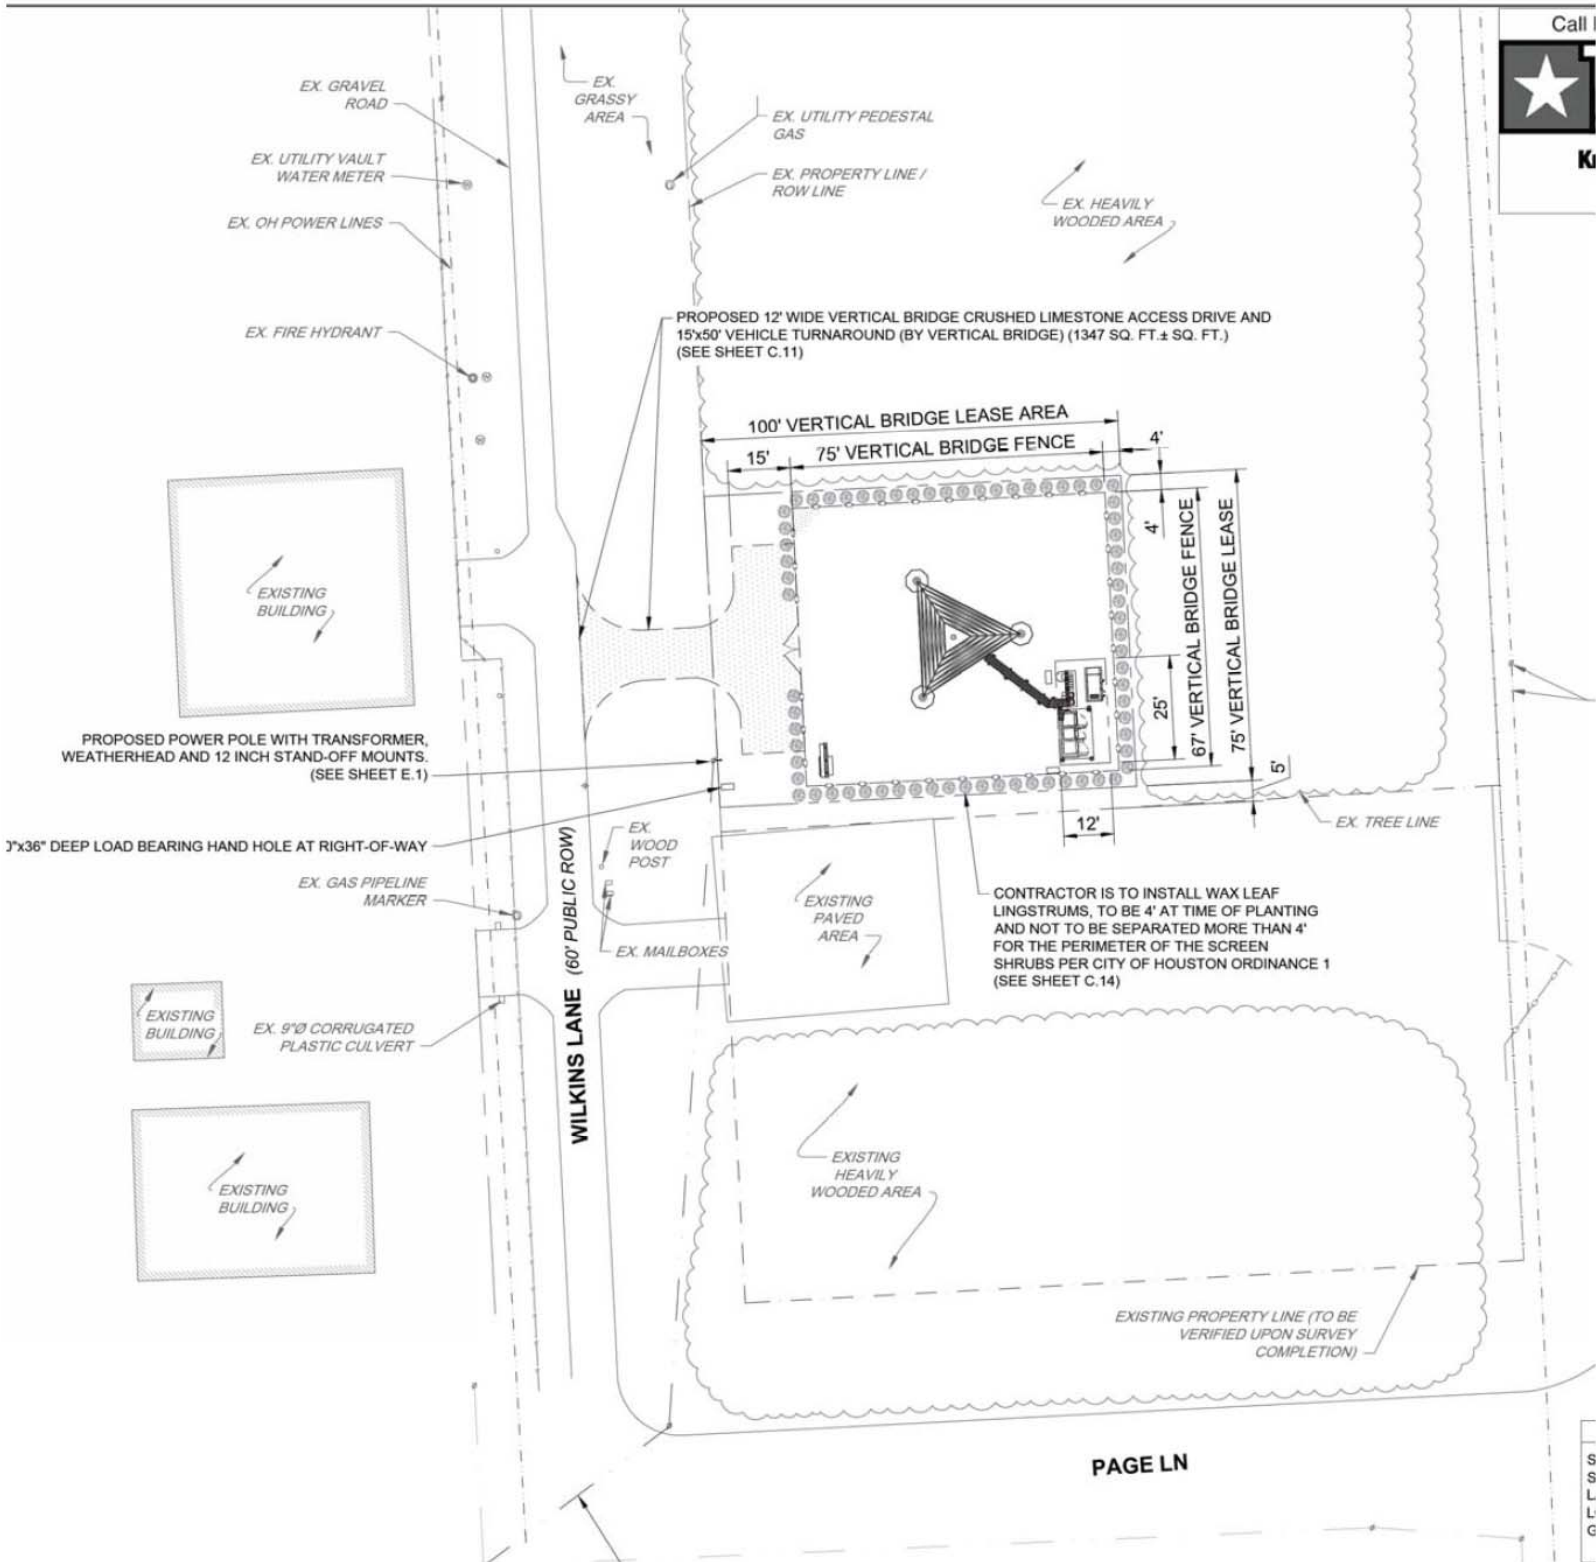 Call
EX. GRAVEL
ROAD
EX.
GRASSY
AREA
EX. UTILITY PEDESTAL
GAS
EX. UTILITY VAULT
WATER METER
EX. PROPERTY LINE /
ROW LINE
EX. HEAVILY
WOODED AREA
EX. OH POWER LINES
EX. FIRE HYDRANT
PROPOSED 12' WIDE VERTICAL BRIDGE CRUSHED LIMESTONE ACCESS DRIVE AND
15'x50' VEHICLE TURNAROUND (BY VERTICAL BRIDGE) (1347 SQ. FT.± SQ. FT.)
(SEE SHEET C.11)
100' VERTICAL BRIDGE LEASE AREA
15'
75' VERTICAL BRIDGE FENCE
4'
4'
67' VERTICAL BRIDGE FENCE
75' VERTICAL BRIDGE LEASE
25'
5'
12'
EXISTING
BUILDING
PROPOSED POWER POLE WITH TRANSFORMER,
WEATHERHEAD AND 12 INCH STAND-OFF MOUNTS.
(SEE SHEET E.1)
0"x36" DEEP LOAD BEARING HAND HOLE AT RIGHT-OF-WAY
EX.
WOOD
POST
EX. TREE LINE
EX. GAS PIPELINE
MARKER
EXISTING
PAVED
AREA
CONTRACTOR IS TO INSTALL WAX LEAF
LINGSTRUMS, TO BE 4' AT TIME OF PLANTING
AND NOT TO BE SEPARATED MORE THAN 4'
FOR THE PERIMETER OF THE SCREEN
SHRUBS PER CITY OF HOUSTON ORDINANCE 1
(SEE SHEET C.14)
EX. MAILBOXES
WILKINS LANE (60' PUBLIC ROW)
EXISTING
BUILDING
EX. 9"Ø CORRUGATED
PLASTIC CULVERT
EXISTING
BUILDING
EXISTING
HEAVILY
WOODED AREA
EXISTING PROPERTY LINE (TO BE
VERIFIED UPON SURVEY
COMPLETION)
PAGE LN
S
S
L
L
G